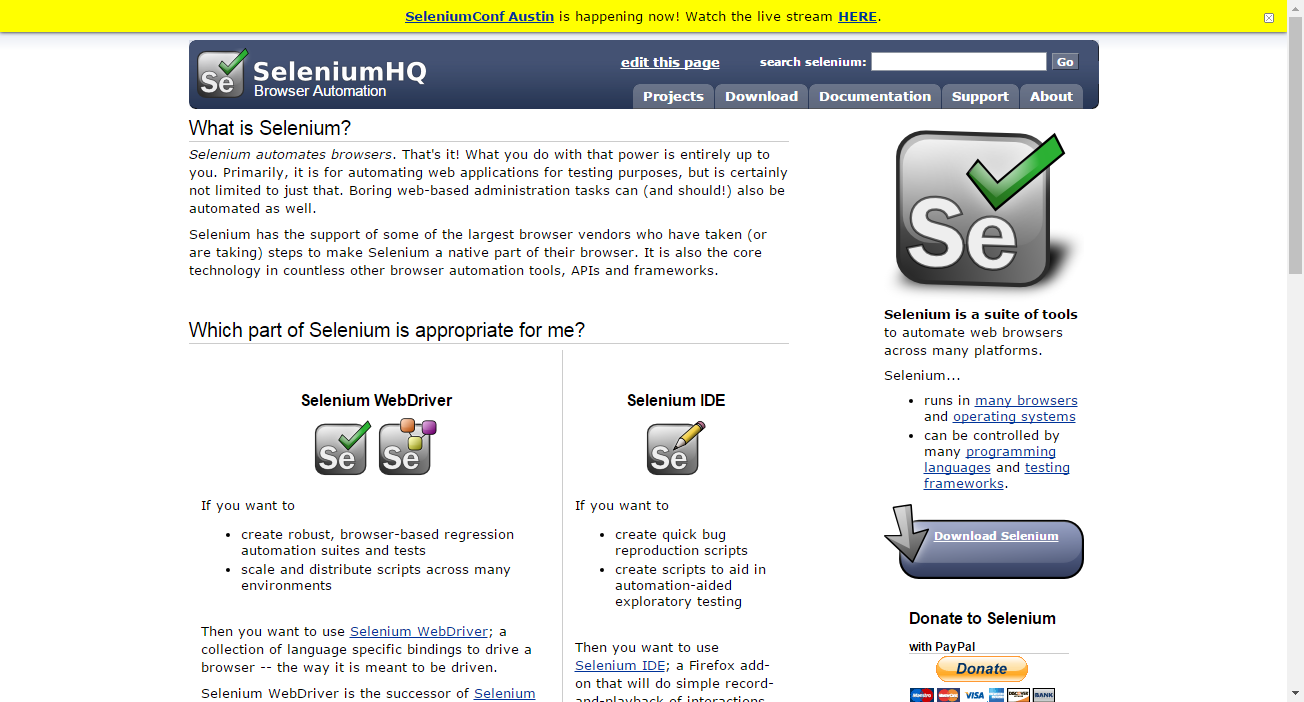 SeleniumConf Austin is happening now! Watch the live stream HERE.
Se
SeleniumHQ
Browser Automation
edit this page
search selenium:
Go
Projects
Download
Documentation
Support
About
What is Selenium?
Selenium automates browsers. That's it! What you do with that power is entirely up to
you. Primarily, it is for automating web applications for testing purposes, but is certainly
not limited to just that. Boring web-based administration tasks can (and should!) also be
automated as well.
Selenium has the support of some of the largest browser vendors who have taken (or
are taking) steps to make Selenium a native part of their browser. It is also the core
technology in countless other browser automation tools, APIs and frameworks.
Which part of Selenium is appropriate for me?
Selenium WebDriver
Se
Se
If you want to
• create robust, browser-based regression
automation suites and tests
• scale and distribute scripts across many
environments
Then you want to use Selenium WebDriver; a
collection of language specific bindings to drive a
browser -- the way it is meant to be driven.
Selenium WebDriver is the successor of Selenium
Selenium IDE
Se
If you want to
• create quick bug
reproduction scripts
• create scripts to aid in
automation-aided
exploratory testing
Then you want to use
Selenium IDE; a Firefox add-
on that will do simple record-
and-playback of interactions
Se
Selenium is a suite of tools
to automate web browsers
across many platforms.
Selenium...
• runs in many browsers
and operating systems
• can be controlled by
many programming
languages and testing
frameworks.
Download Selenium
Donate to Selenium
with PayPal
Donate
Maestro
MasterCard
VISA
DISCOVER
BANK